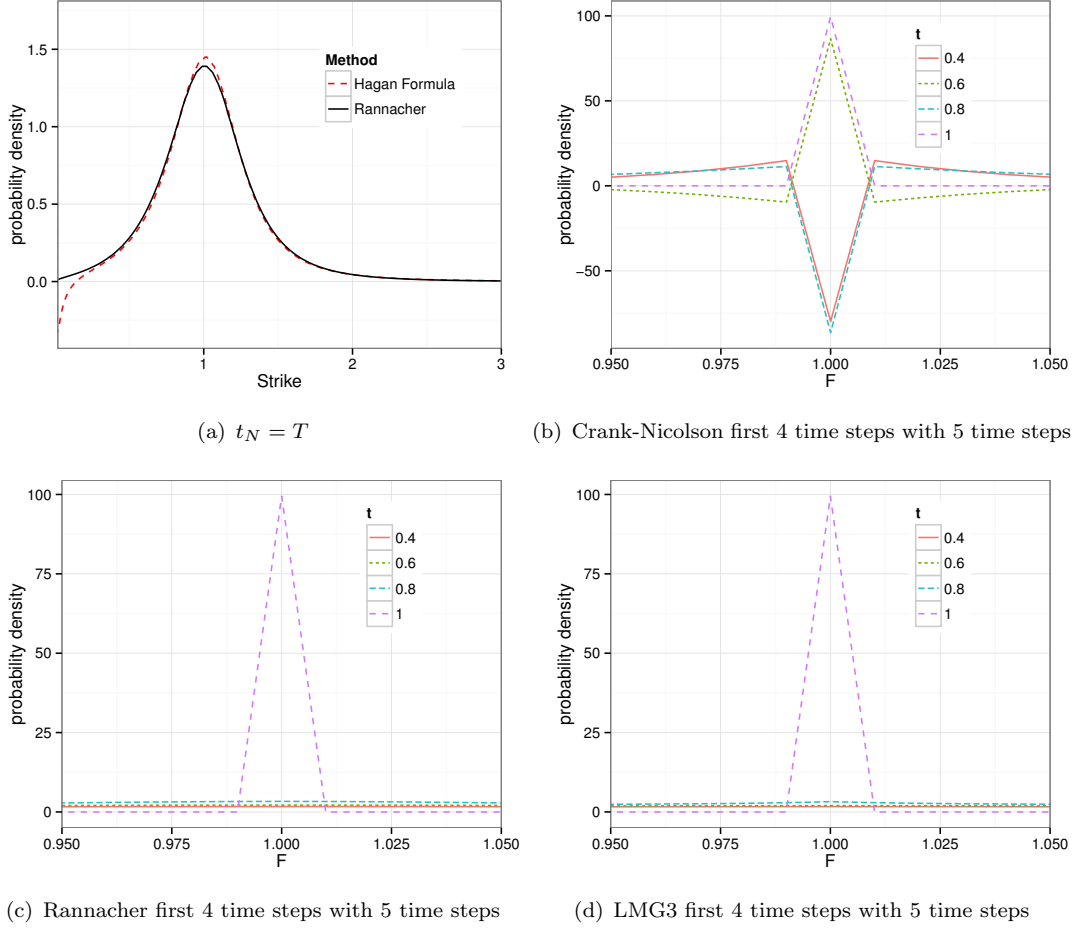 probability density
1.5
1.0
0.5
0.0
Method
Hagan Formula
Rannacher
1
2
3
Strike
(a) t_N = T
probability density
100
50
0
−50
t
0.4
0.6
0.8
1
0.950
0.975
1.000
1.025
1.050
F
(b) Crank-Nicolson first 4 time steps with 5 time steps
probability density
100
75
50
25
0
t
0.4
0.6
0.8
1
0.950
0.975
1.000
1.025
1.050
F
(c) Rannacher first 4 time steps with 5 time steps
probability density
100
75
50
25
0
t
0.4
0.6
0.8
1
0.950
0.975
1.000
1.025
1.050
F
(d) LMG3 first 4 time steps with 5 time steps